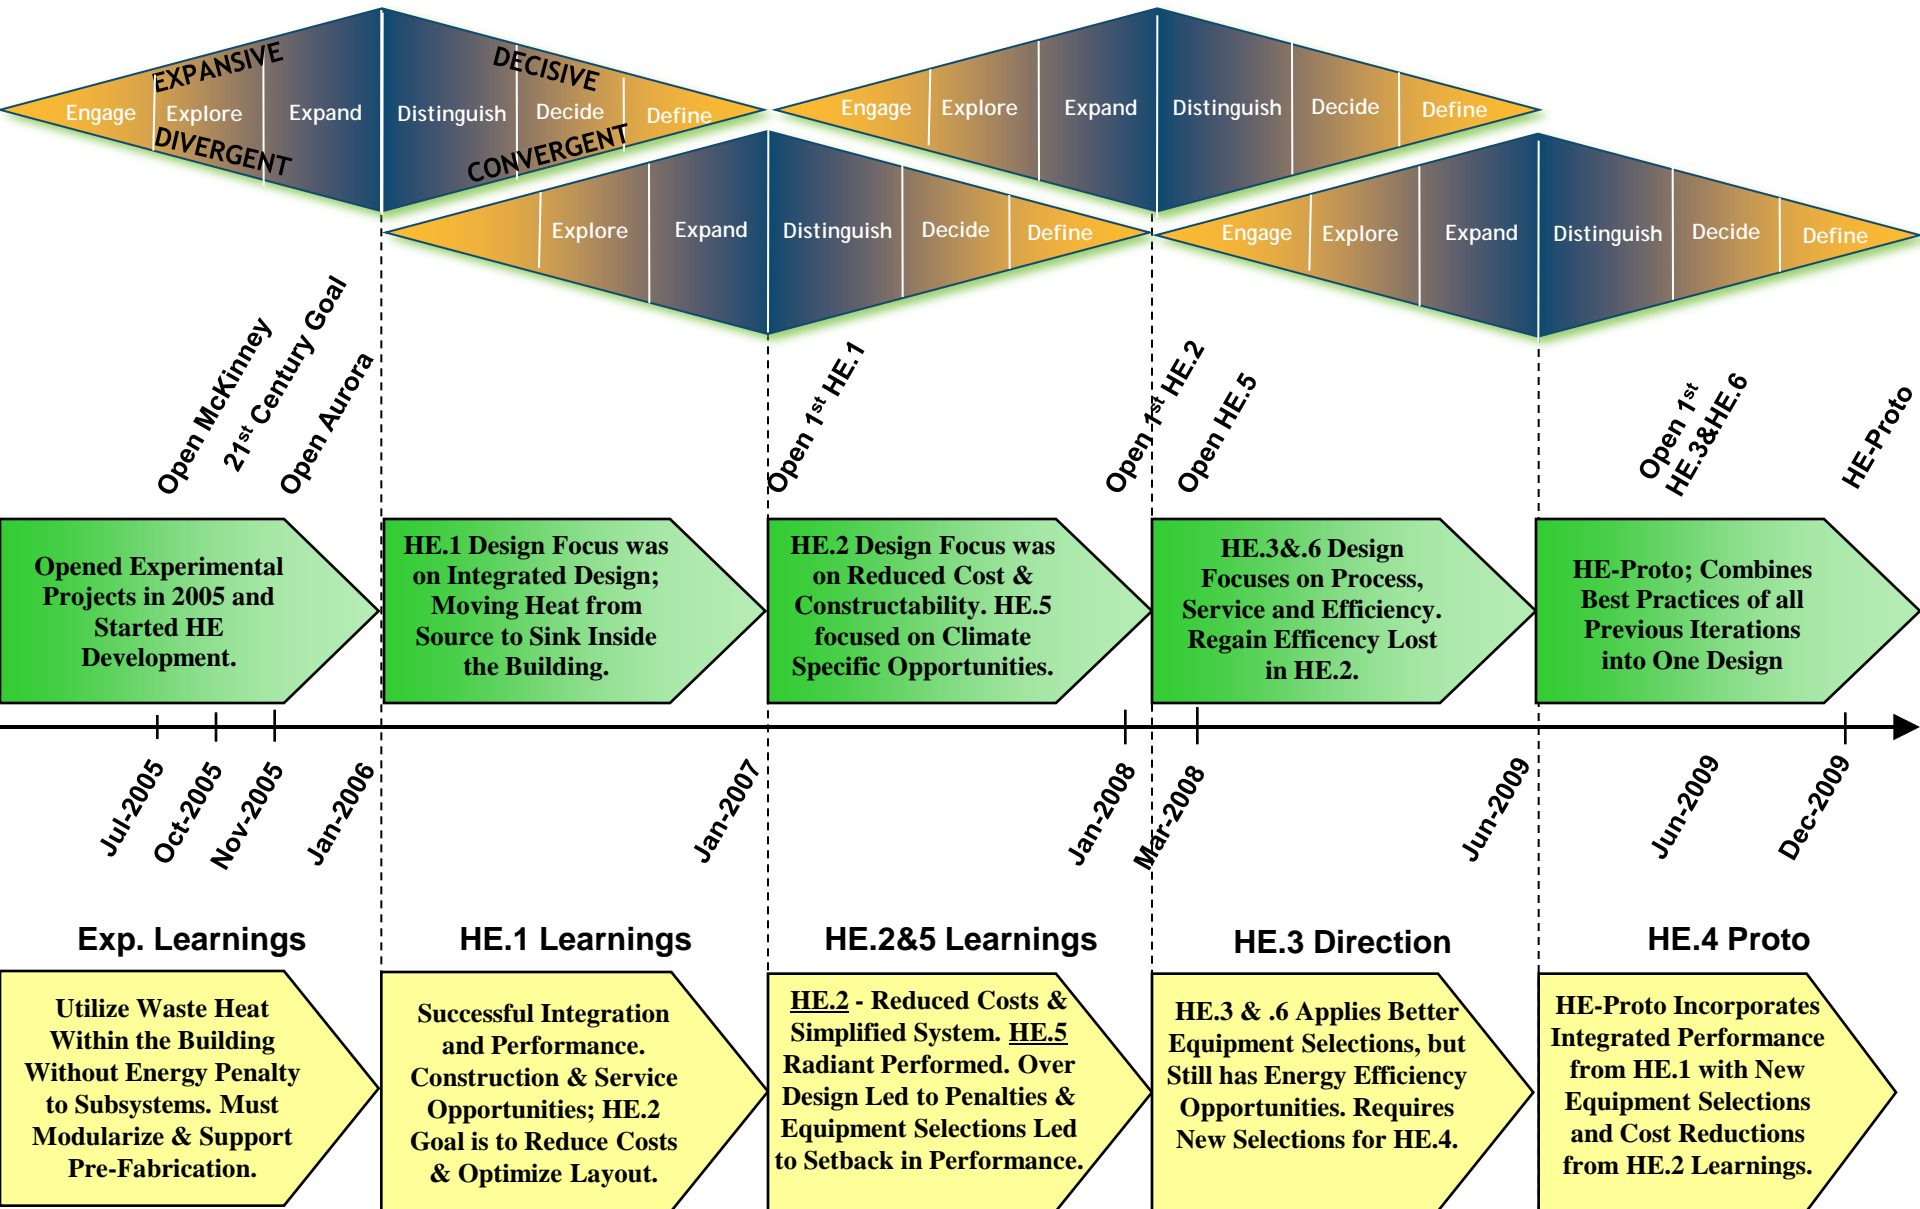 EXPANSIVE
DECISIVE
Engage Explore Expand Distinguish Decide Define
DIVERGENT
CONVERGENT
Engage Explore Expand Distinguish Decide Define
Explore Expand Distinguish Decide Define
Engage Explore Expand Distinguish Decide Define
Open McKinney
21st Century Goal
Open Aurora
Open 1st HE.1
Open 1st HE.2
Open HE.5
Open 1st
HE.3&HE.6
HE-Proto
Opened Experimental
Projects in 2005 and
Started HE
Development.
HE.1 Design Focus was
on Integrated Design;
Moving Heat from
Source to Sink Inside
the Building.
HE.2 Design Focus was
on Reduced Cost &
Constructability. HE.5
focused on Climate
Specific Opportunities.
HE.3&.6 Design
Focuses on Process,
Service and Efficiency.
Regain Efficency Lost
in HE.2.
HE-Proto; Combines
Best Practices of all
Previous Iterations
into One Design
Jul-2005
Oct-2005
Nov-2005
Jan-2006
Jan-2007
Jan-2008
Mar-2008
Jun-2009
Jun-2009
Dec-2009
Exp. Learnings
Utilize Waste Heat
Within the Building
Without Energy Penalty
to Subsystems. Must
Modularize & Support
Pre-Fabrication.
HE.1 Learnings
Successful Integration
and Performance.
Construction & Service
Opportunities; HE.2
Goal is to Reduce Costs
& Optimize Layout.
HE.2&5 Learnings
HE.2 - Reduced Costs &
Simplified System. HE.5
Radiant Performed. Over
Design Led to Penalties &
Equipment Selections Led
to Setback in Performance.
HE.3 Direction
HE.3 & .6 Applies Better
Equipment Selections, but
Still has Energy Efficiency
Opportunities. Requires
New Selections for HE.4.
HE.4 Proto
HE-Proto Incorporates
Integrated Performance
from HE.1 with New
Equipment Selections
and Cost Reductions
from HE.2 Learnings.